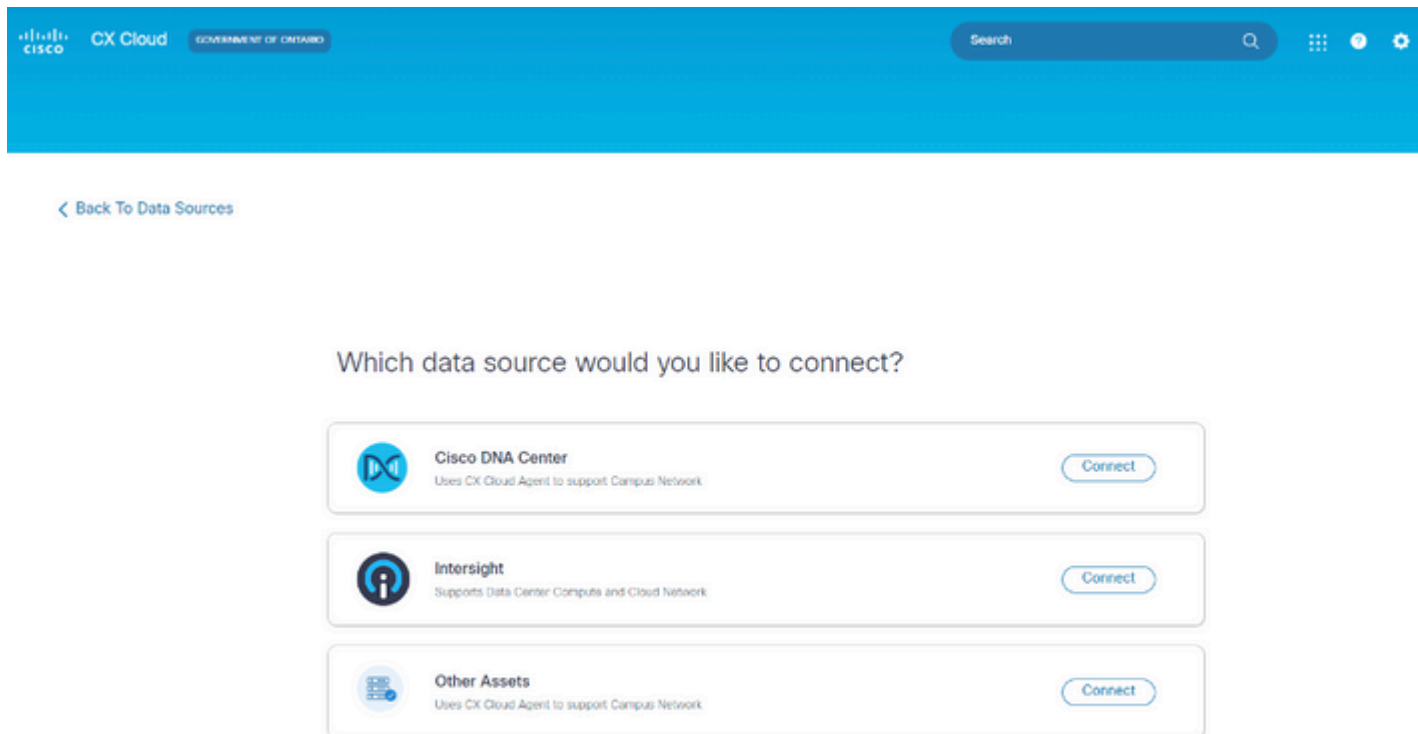 cisco CX Cloud GOVERNMENT OF ONTARIO Search
Back To Data Sources
Which data source would you like to connect?
Cisco DNA Center
Uses CX Cloud Agent to support Campus Network
Connect
Intersight
Supports Data Center Compute and Cloud Network
Connect
Other Assets
Uses CX Cloud Agent to support Campus Network
Connect